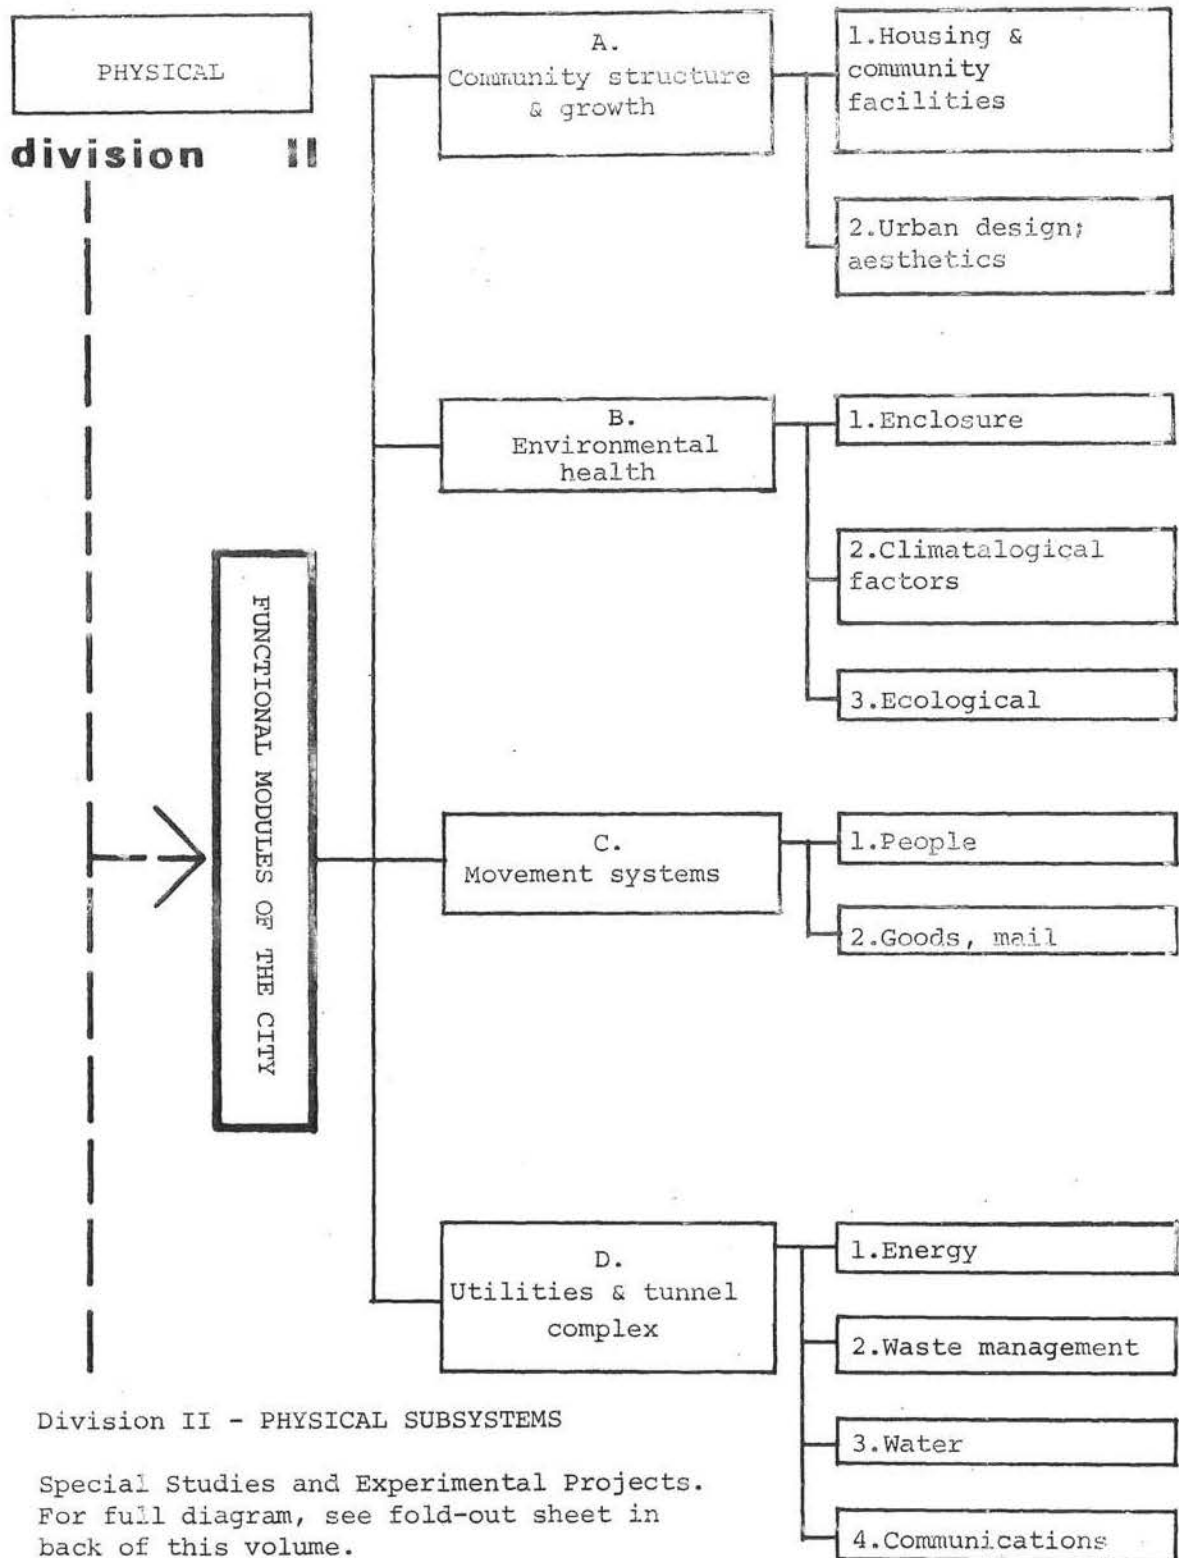 PHYSICAL
division II
FUNCTIONAL MODULES OF THE CITY
A.
Community structure
& growth
1.Housing &
community
facilities
2.Urban design;
aesthetics
B.
Environmental
health
1.Enclosure
2.Climatalogical
factors
3.Ecological
C.
Movement systems
1.People
2.Goods, mail
D.
Utilities & tunnel
complex
1.Energy
2.Waste management
3.Water
4.Communications
Division II - PHYSICAL SUBSYSTEMS
Special Studies and Experimental Projects.
For full diagram, see fold-out sheet in
back of this volume.